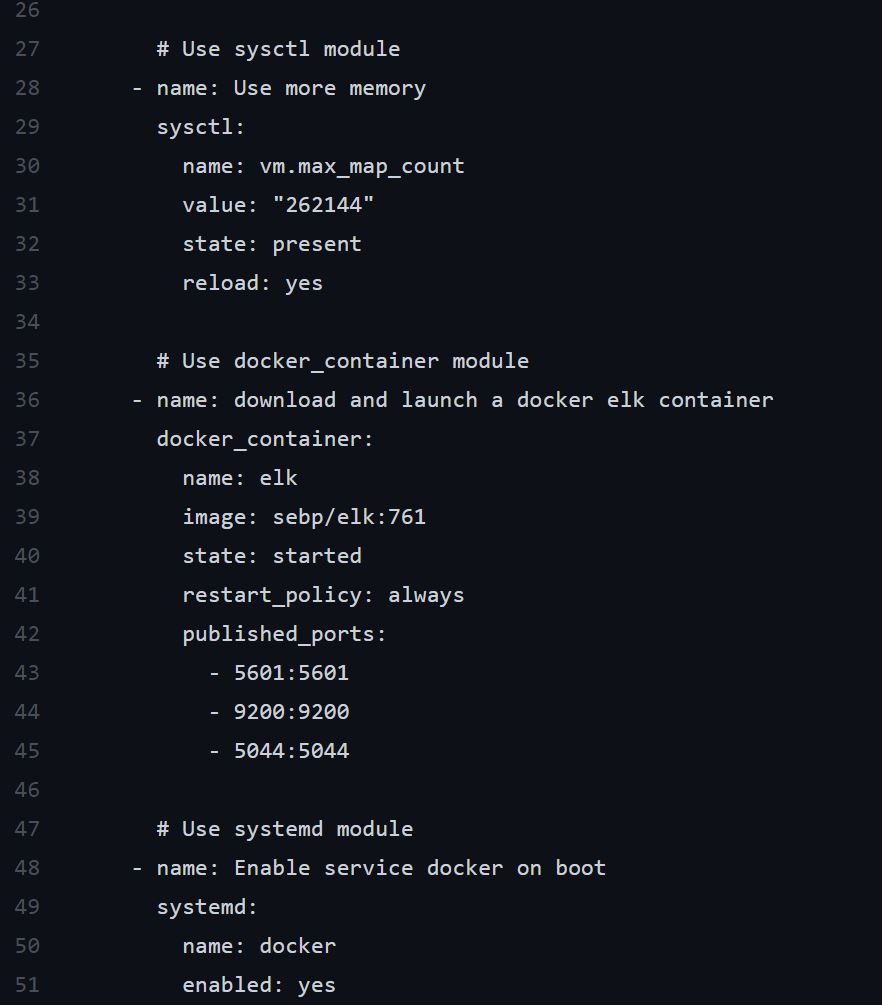 26
27 # Use sysctl module
28 - name: Use more memory
29 sysctl:
30 name: vm.max_map_count
31 value: "262144"
32 state: present
33 reload: yes
34
35 # Use docker_container module
36 - name: download and launch a docker elk container
37 docker_container:
38 name: elk
39 image: sebp/elk:761
40 state: started
41 restart_policy: always
42 published_ports:
43 - 5601:5601
44 - 9200:9200
45 - 5044:5044
46
47 # Use systemd module
48 - name: Enable service docker on boot
49 systemd:
50 name: docker
51 enabled: yes